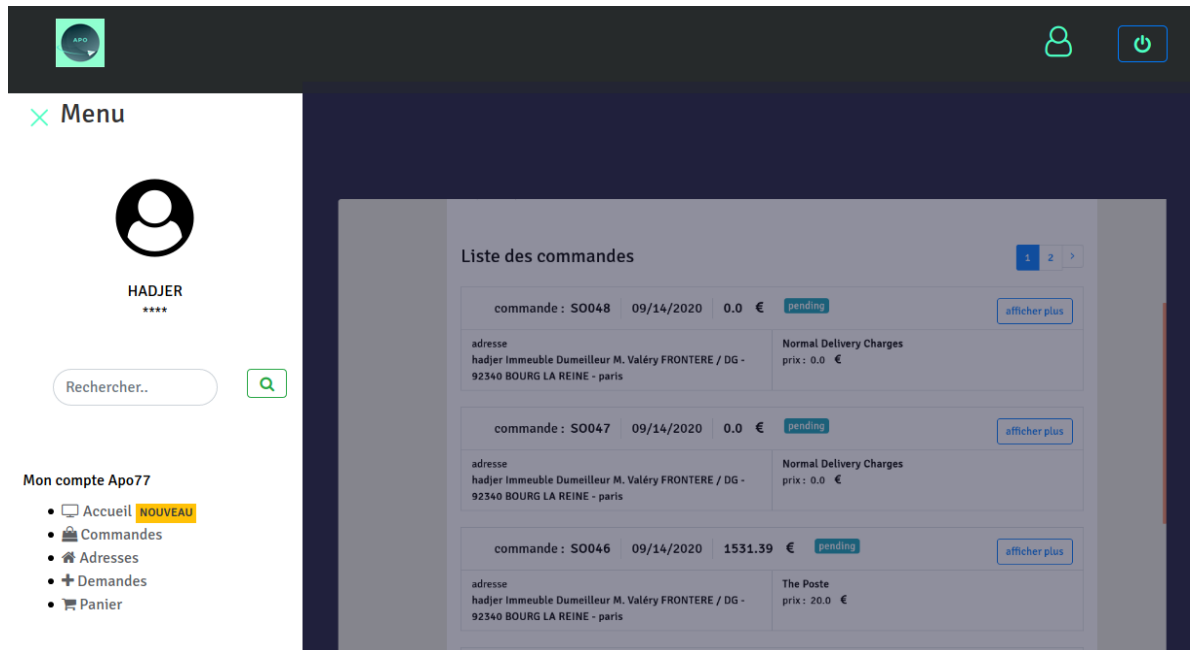 APO
Menu
HADJER
****
Rechercher..
Mon compte Apo77
Accueil NOUVEAU
Commandes
Adresses
Demandes
Panier
Liste des commandes
1 2 >
commande : SO048 09/14/2020 0.0 € pending afficher plus
adresse
hadjer Immeuble Dumeilleur M. Valéry FRONTERE / DG -
92340 BOURG LA REINE - paris
Normal Delivery Charges
prix : 0.0 €
commande : SO047 09/14/2020 0.0 € pending afficher plus
adresse
hadjer Immeuble Dumeilleur M. Valéry FRONTERE / DG -
92340 BOURG LA REINE - paris
Normal Delivery Charges
prix : 0.0 €
commande : SO046 09/14/2020 1531.39 € pending afficher plus
adresse
hadjer Immeuble Dumeilleur M. Valéry FRONTERE / DG -
92340 BOURG LA REINE - paris
The Poste
prix : 20.0 €